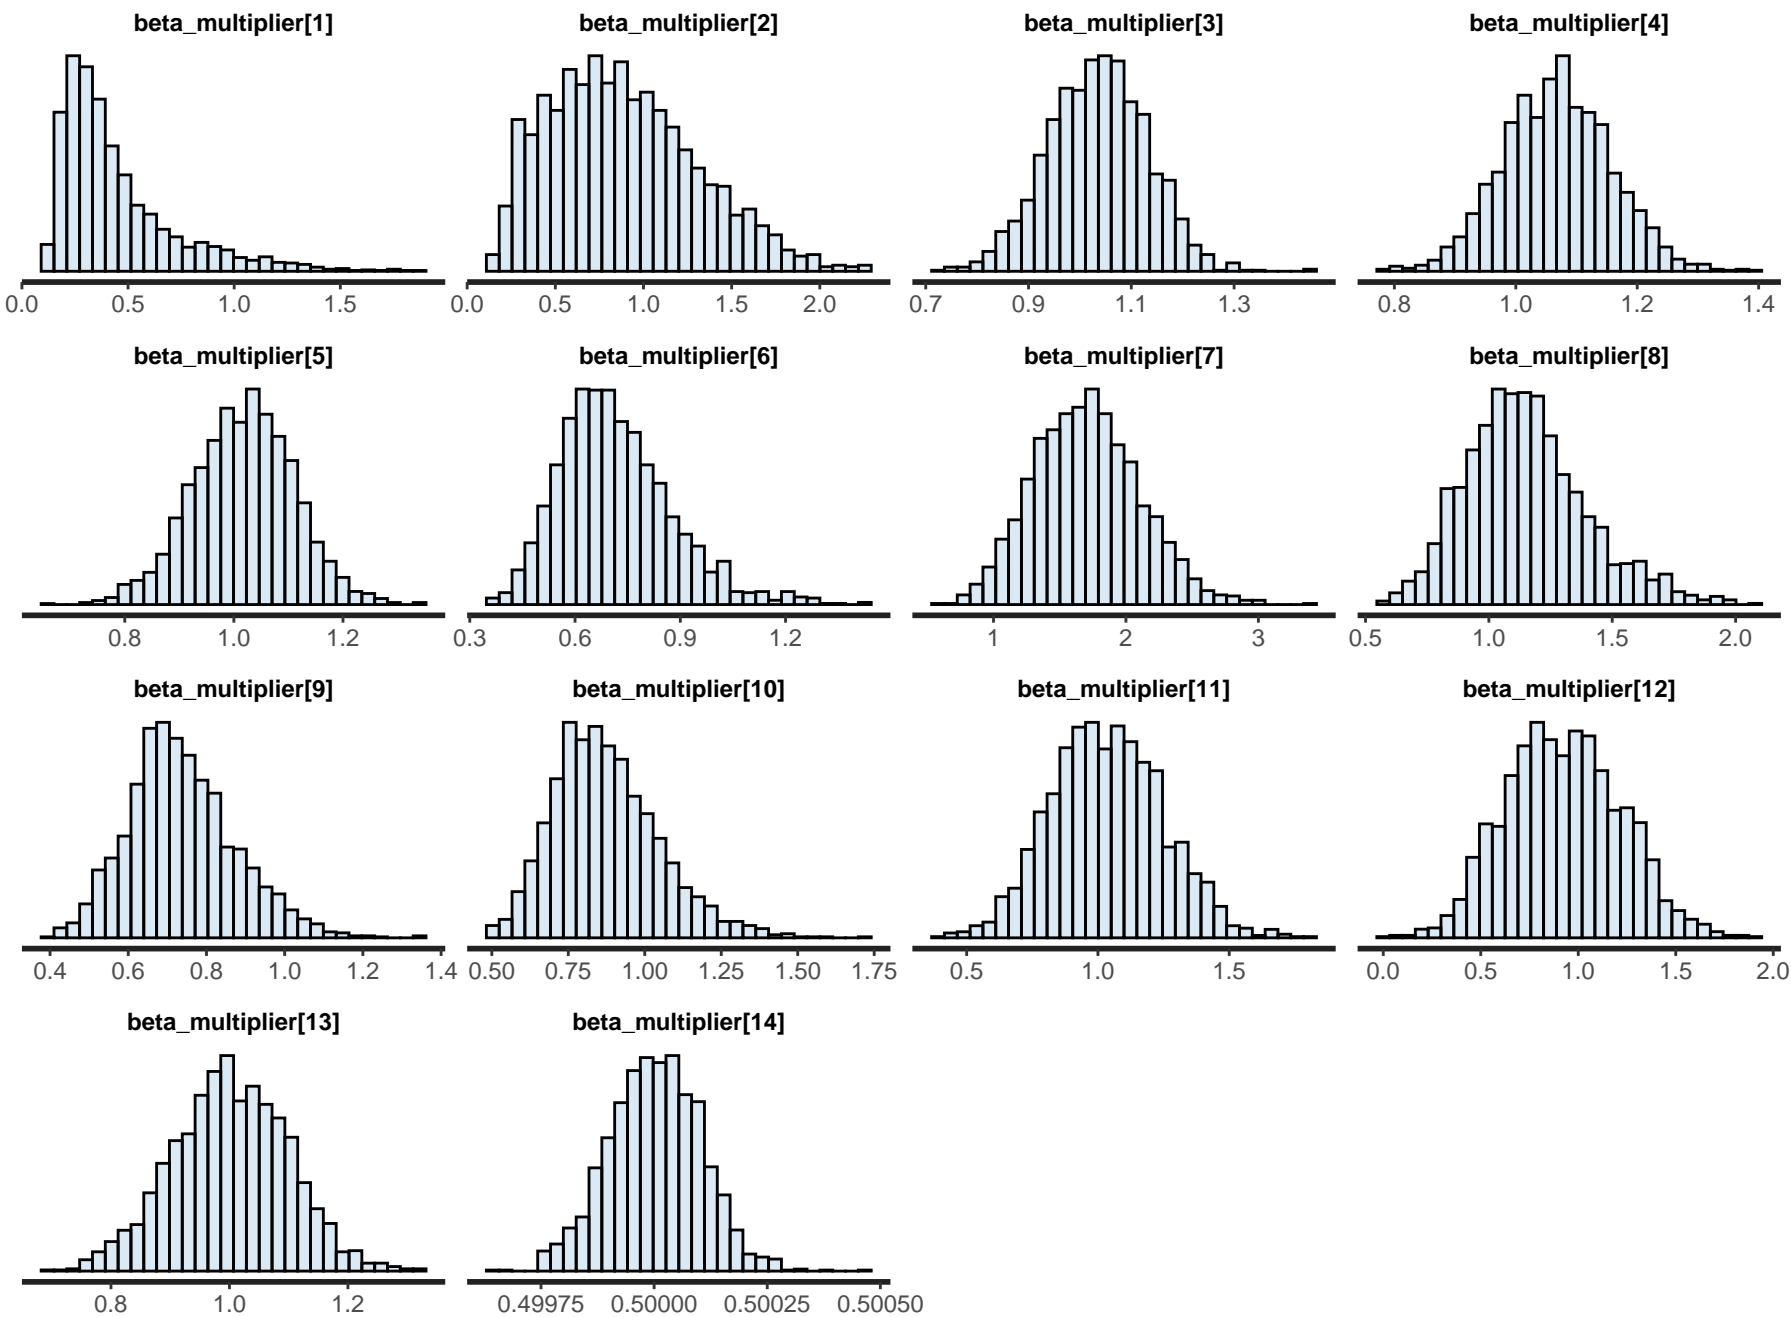 beta_multiplier[1] beta_multiplier[2] beta_multiplier[3] beta_multiplier[4]
0.0 0.5 1.0 1.5 0.0 0.5 1.0 1.5 2.0 0.7 0.9 1.1 1.3 0.8 1.0 1.2 1.4
beta_multiplier[5] beta_multiplier[6] beta_multiplier[7] beta_multiplier[8]
0.8 1.0 1.2 0.3 0.6 0.9 1.2 1 2 3 0.5 1.0 1.5 2.0
beta_multiplier[9] beta_multiplier[10] beta_multiplier[11] beta_multiplier[12]
0.4 0.6 0.8 1.0 1.2 1.4 0.50 0.75 1.00 1.25 1.50 1.75 0.5 1.0 1.5 0.0 0.5 1.0 1.5 2.0
beta_multiplier[13] beta_multiplier[14]
0.8 1.0 1.2 0.49975 0.50000 0.50025 0.50050